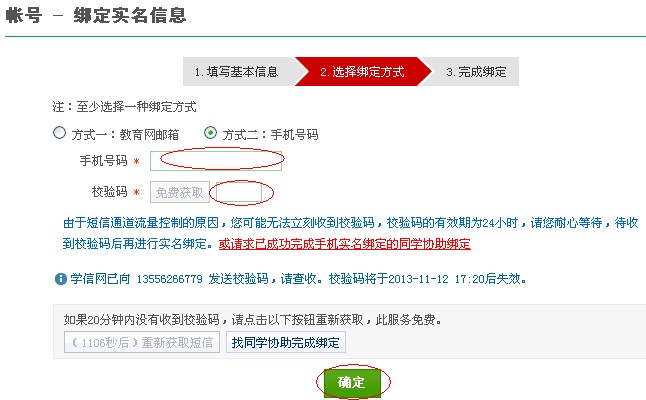 帐号 - 绑定实名信息
1.填写基本信息 2.选择绑定方式 3.完成绑定
注：至少选择一种绑定方式
方式一：教育网邮箱 方式二：手机号码
手机号码 *
校验码 * 免费获取
由于短信通道流量控制的原因，您可能无法立刻收到校验码，校验码的有效期为24小时，请您耐心等待，待收
到校验码后再进行实名绑定。或请求已成功完成手机实名绑定的同学协助绑定
学信网已向 13556266779 发送校验码，请查收。校验码将于2013-11-12 17:20后失效。
如果20分钟内没有收到校验码，请点击以下按钮重新获取，此服务免费。
（1106秒后）重新获取短信 找同学协助完成绑定
确定